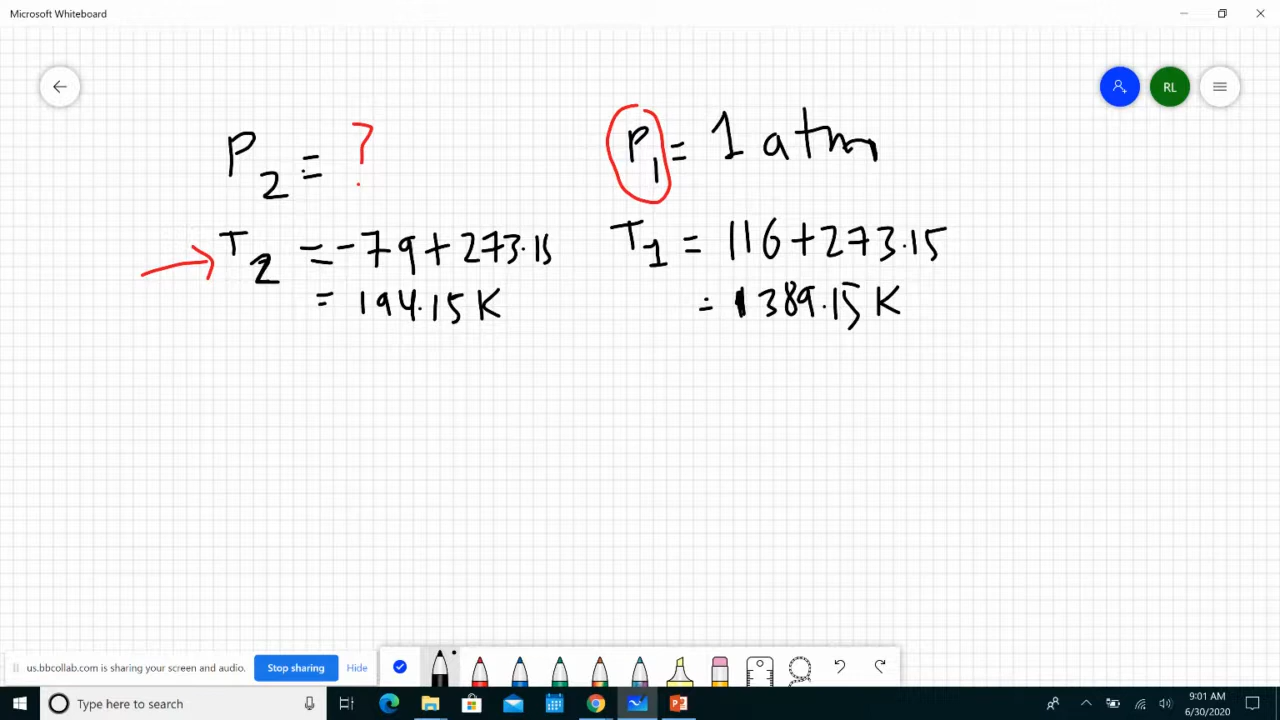 Microsoft Whiteboard
RL
P2 = ?
P1 = 1 atm
T2 = -79+273.15
= 194.15 K
T1 = 116+273.15
= 389.15 K
us.bbcollab.com is sharing your screen and audio.
Stop sharing
Hide
Type here to search
9:01 AM
6/30/2020